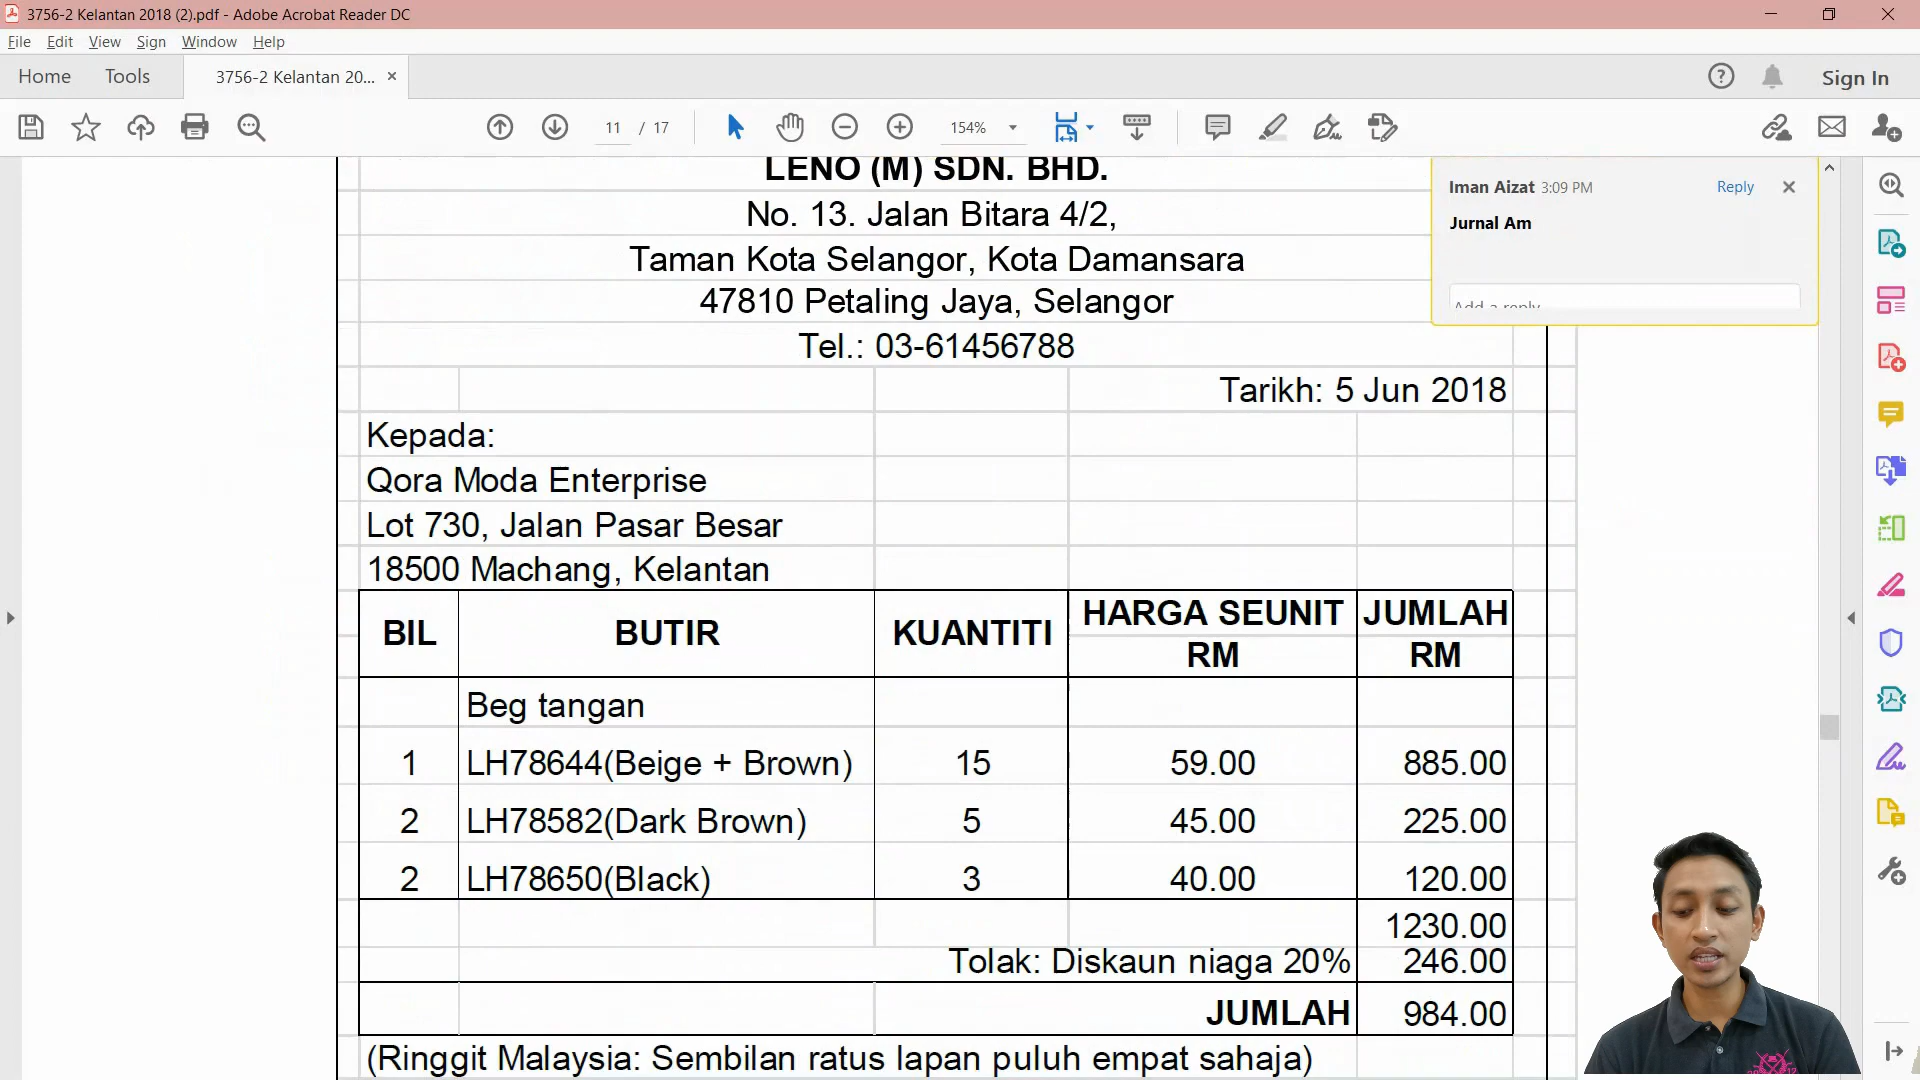 3756-2 Kelantan 2018 (2).pdf - Adobe Acrobat Reader DC
File Edit View Sign Window Help
Home Tools 3756-2 Kelantan 20... Sign In
11 / 17 154%
LENO (M) SDN. BHD.
No. 13. Jalan Bitara 4/2,
Taman Kota Selangor, Kota Damansara
47810 Petaling Jaya, Selangor
Tel.: 03-61456788
Iman Aizat 3:09 PM Reply
Jurnal Am
Add a reply
Tarikh: 5 Jun 2018
Kepada:
Qora Moda Enterprise
Lot 730, Jalan Pasar Besar
18500 Machang, Kelantan
BIL BUTIR KUANTITI HARGA SEUNIT RM JUMLAH RM
Beg tangan
1 LH78644(Beige + Brown) 15 59.00 885.00
2 LH78582(Dark Brown) 5 45.00 225.00
2 LH78650(Black) 3 40.00 120.00
1230.00
Tolak: Diskaun niaga 20% 246.00
JUMLAH 984.00
(Ringgit Malaysia: Sembilan ratus lapan puluh empat sahaja)